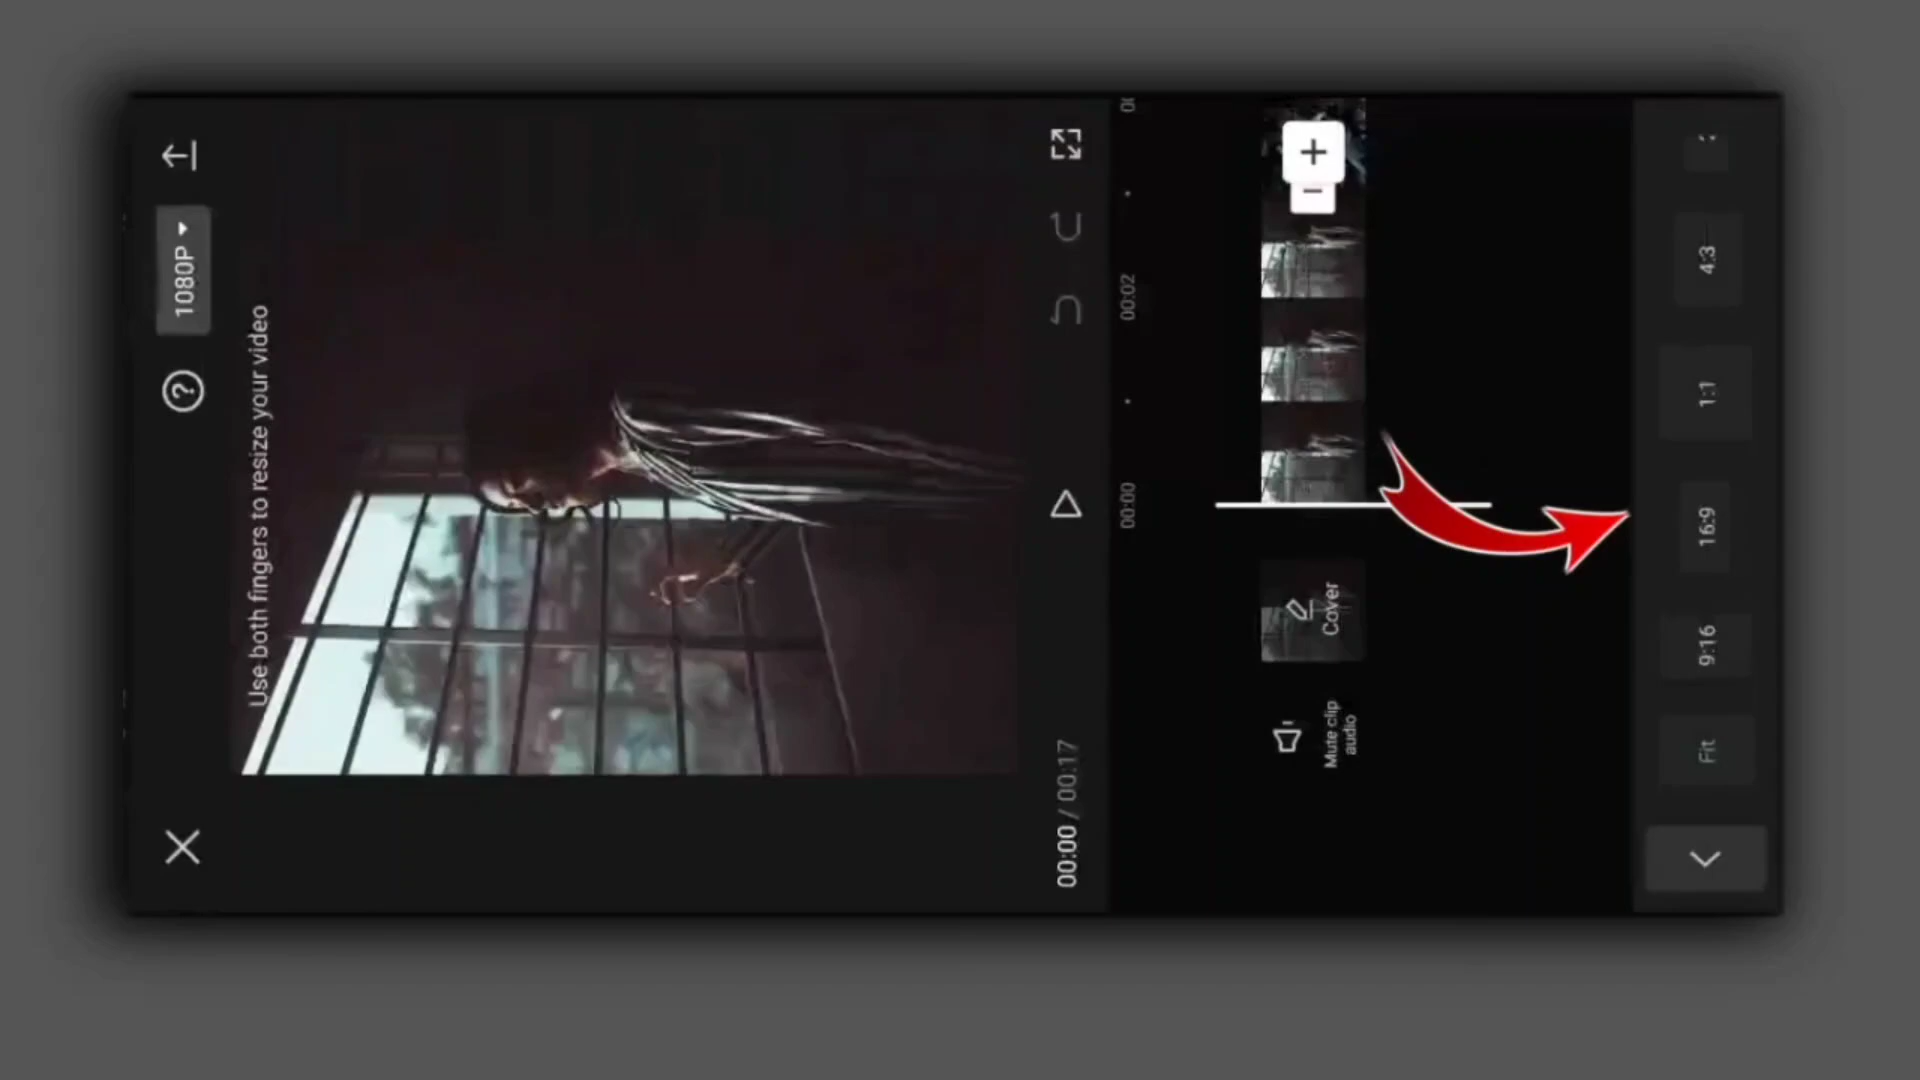 1080P
Use both fingers to resize your video
00:00 / 00:17
00:00
00:02
Mute clip
audio
Cover
Fit
9:16
16:9
1:1
4:3